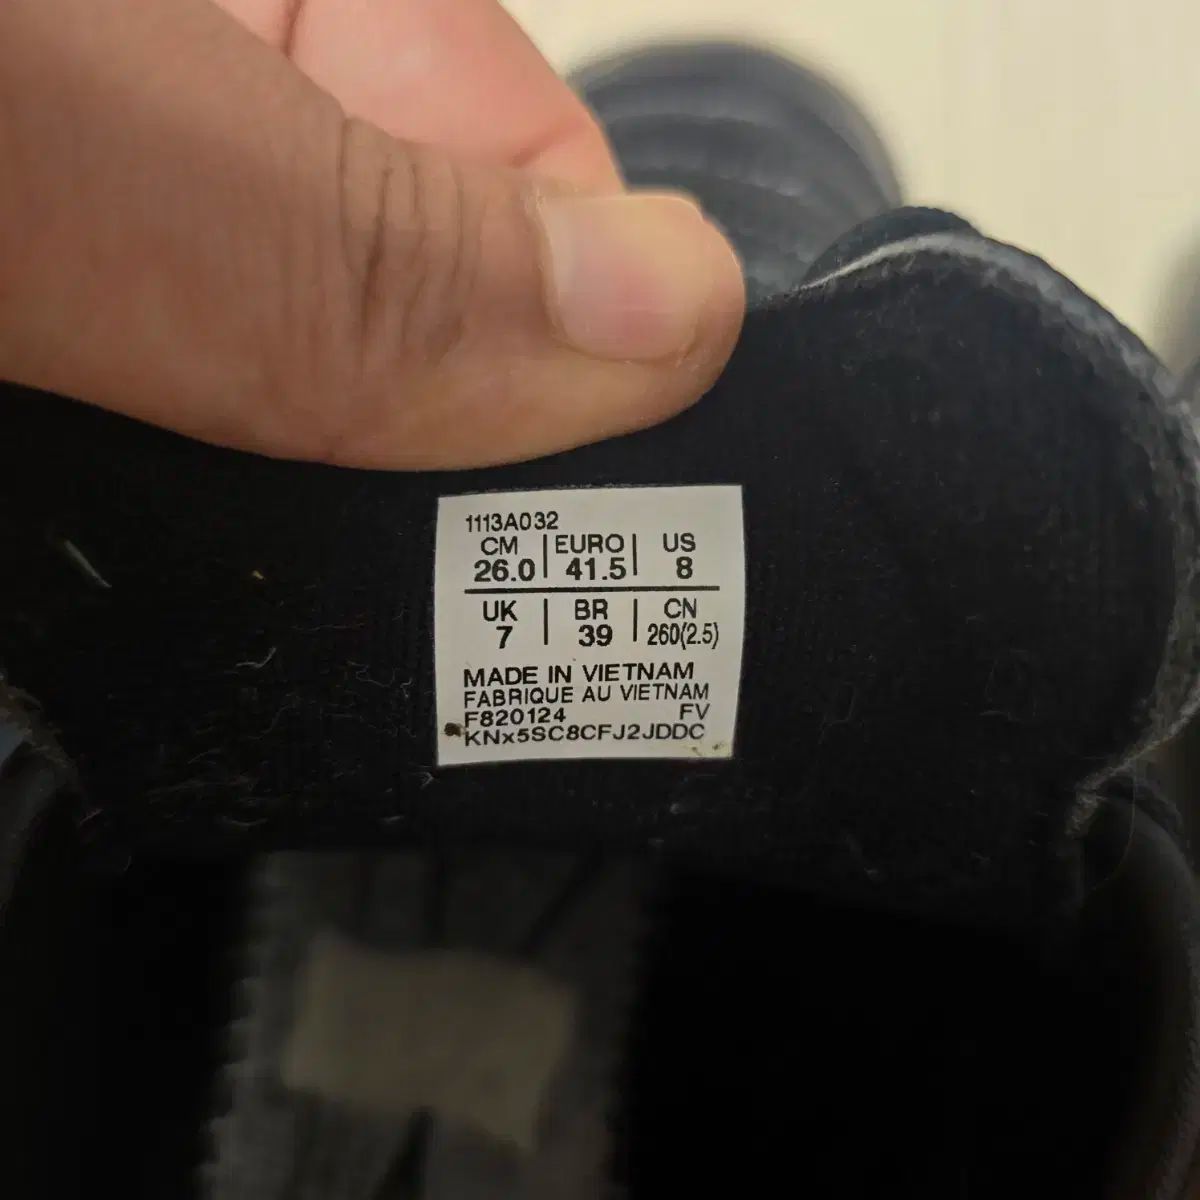 1113A032
CM | EURO | US
26.0 | 41.5 | 8
UK | BR | CN
7 | 39 | 260(2.5)
MADE IN VIETNAM
FABRIQUE AU VIETNAM
F820124 FV
KNx5SC8CFJ2JDDC